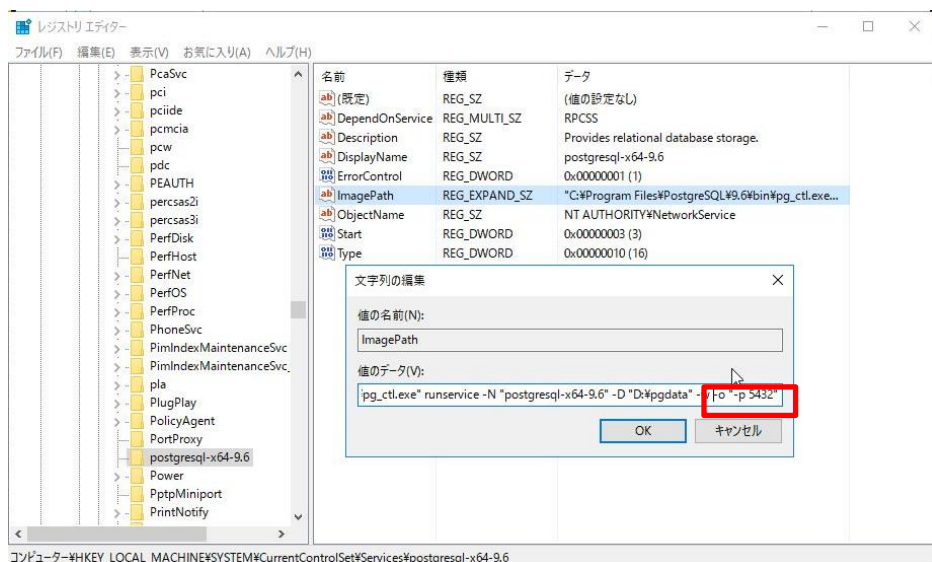 レジストリ エディター
ファイル(F) 編集(E) 表示(V) お気に入り(A) ヘルプ(H)
PcaSvc
pci
pciide
pcmcia
pcw
pdc
PEAUTH
percsas2i
percsas3i
PerfDisk
PerfHost
PerfNet
PerfOS
PerfProc
PhoneSvc
PimIndexMaintenanceSvc
PimIndexMaintenanceSvc_
pla
PlugPlay
PolicyAgent
PortProxy
postgresql-x64-9.6
Power
PptpMiniport
PrintNotify
名前 種類 データ
(既定) REG_SZ (値の設定なし)
DependOnService REG_MULTI_SZ RPCSS
Description REG_SZ Provides relational database storage.
DisplayName REG_SZ postgresql-x64-9.6
ErrorControl REG_DWORD 0x00000001 (1)
ImagePath REG_EXPAND_SZ "C:¥Program Files¥PostgreSQL¥9.6¥bin¥pg_ctl.exe...
ObjectName REG_SZ NT AUTHORITY¥NetworkService
Start REG_DWORD 0x00000003 (3)
Type REG_DWORD 0x00000010 (16)
文字列の編集
値の名前(N):
ImagePath
値のデータ(V):
pg_ctl.exe" runservice -N "postgresql-x64-9.6" -D "D:¥pgdata" -o "-p 5432"
OK キャンセル
コンピューター¥HKEY_LOCAL_MACHINE¥SYSTEM¥CurrentControlSet¥Services¥postgresql-x64-9.6